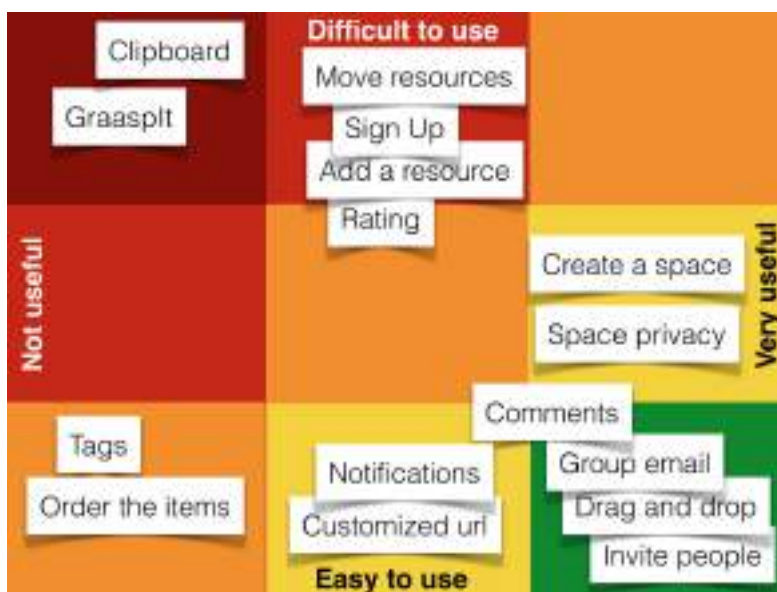 Difficult to use
Clipboard
Move resources
GraaspIt
Sign Up
Add a resource
Rating
Not useful
Create a space
Very useful
Space privacy
Comments
Tags
Group email
Notifications
Order the items
Drag and drop
Customized url
Invite people
Easy to use